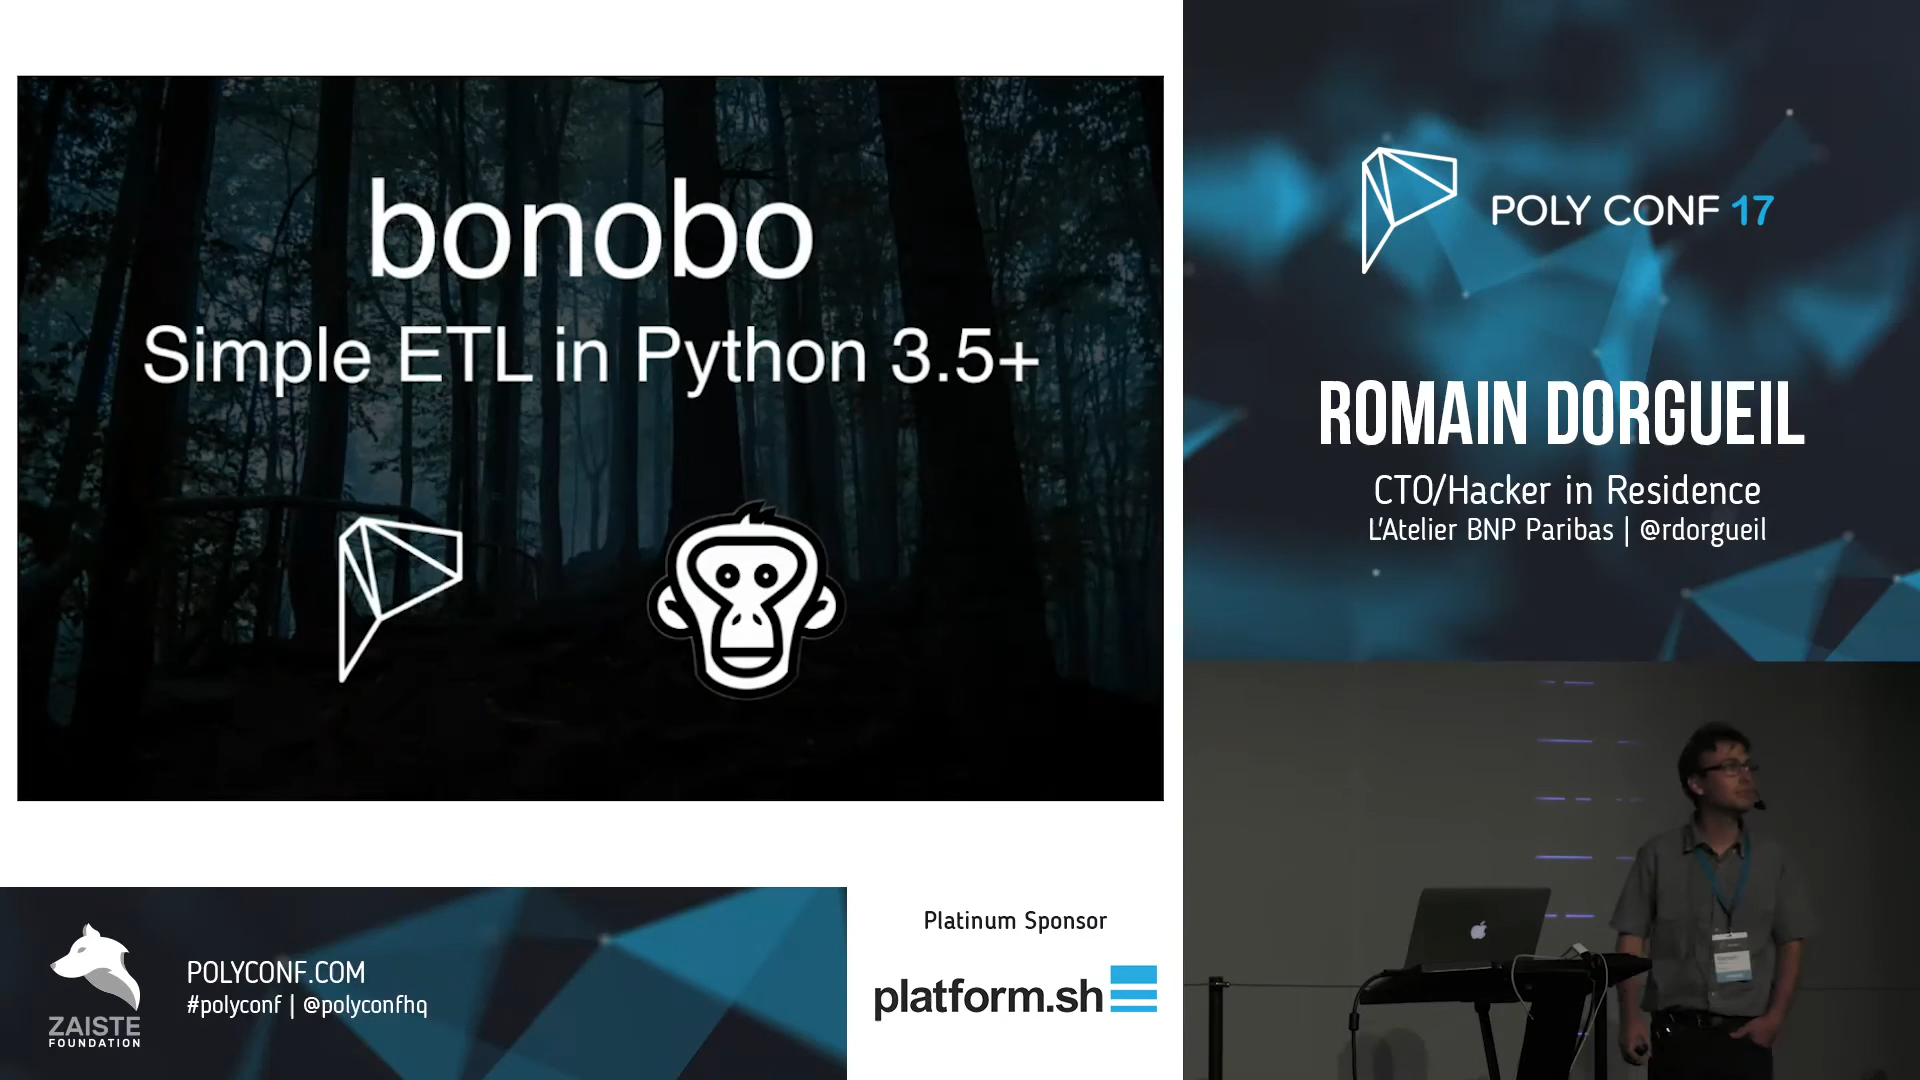 bonobo
Simple ETL in Python 3.5+
POLY CONF 17
ROMAIN DORGUEIL
CTO/Hacker in Residence
L'Atelier BNP Paribas | @rdorgueil
ZAISTE
FOUNDATION
POLYCONF.COM
#polyconf | @polyconfhq
Platinum Sponsor
platform.sh